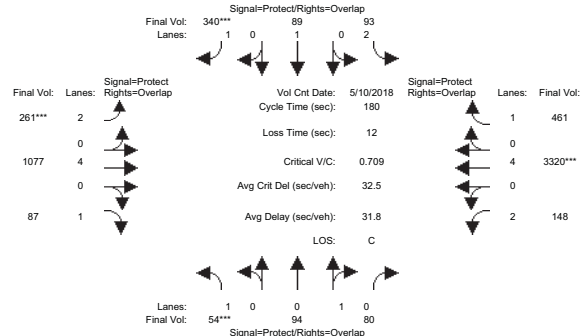 Signal=Protect/Rights=Overlap
Final Vol: 340*** 89 93
Lanes: 1 0 1 0 2
Signal=Protect Signal=Protect
Final Vol: Lanes: Rights=Overlap Vol Cnt Date: 5/10/2018 Rights=Overlap Lanes: Final Vol:
Cycle Time (sec): 180
261*** 2 1 461
Loss Time (sec): 12
0 0
1077 4 Critical V/C: 0.709 4 3320***
0 Avg Crit Del (sec/veh): 32.5 0
87 1 Avg Delay (sec/veh): 31.8 2 148
LOS: C
Lanes: 1 0 0 1 0
Final Vol: 54*** 94 80
Signal=Protect/Rights=Overlap